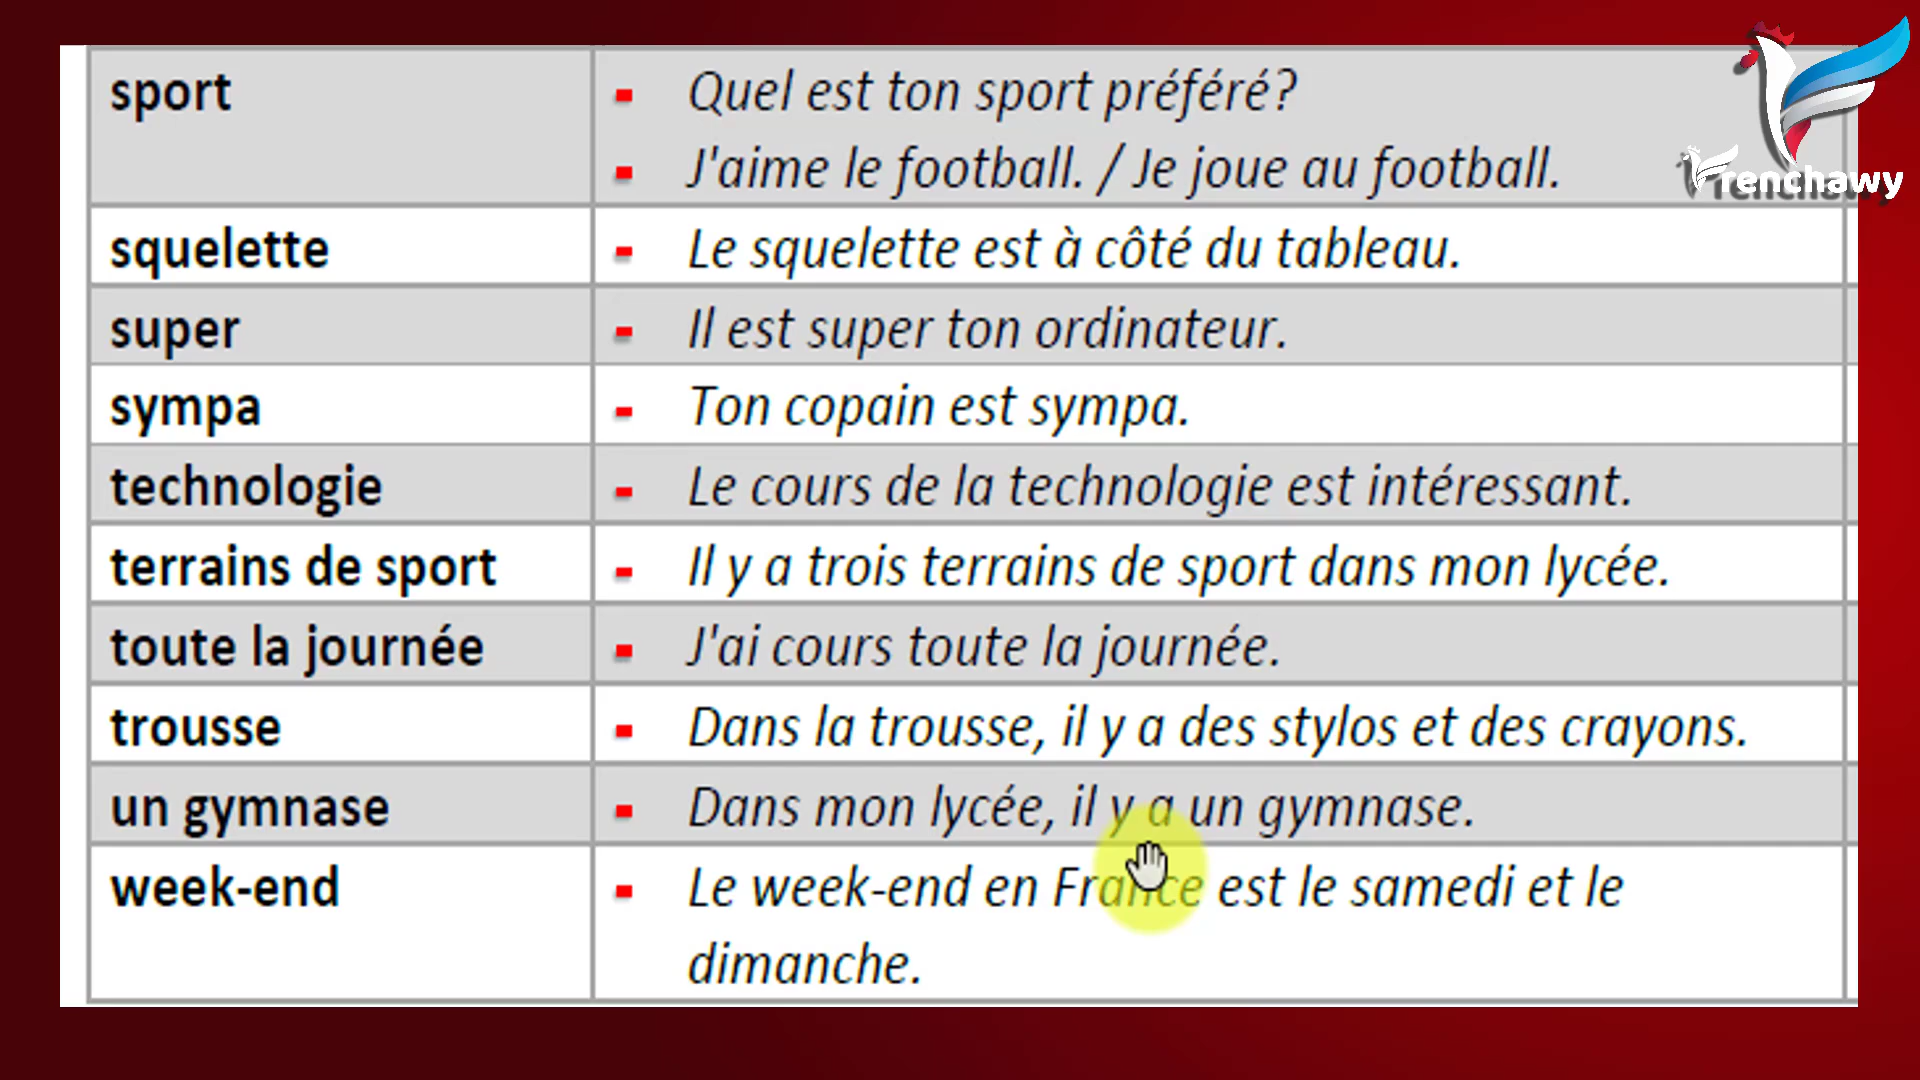 sport
- Quel est ton sport préféré?
- J'aime le football. / Je joue au football.
squelette
- Le squelette est à côté du tableau.
super
- Il est super ton ordinateur.
sympa
- Ton copain est sympa.
technologie
- Le cours de la technologie est intéressant.
terrains de sport
- Il y a trois terrains de sport dans mon lycée.
toute la journée
- J'ai cours toute la journée.
trousse
- Dans la trousse, il y a des stylos et des crayons.
un gymnase
- Dans mon lycée, il y a un gymnase.
week-end
- Le week-end en France est le samedi et le
dimanche.
Frenchawy